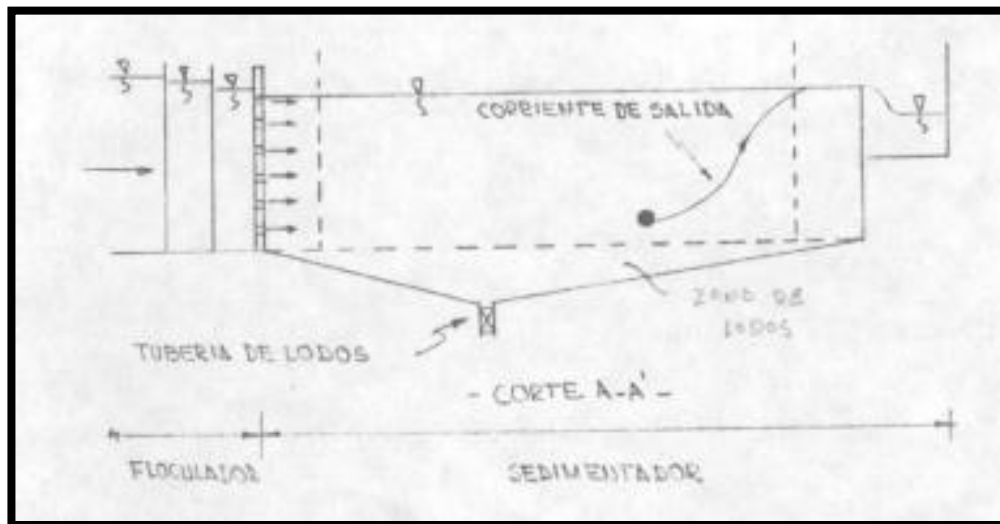 CORRIENTE DE SALIDA
ZONA DE
LODOS
TUBERIA DE LODOS
- CORTE A-A' -
FLOCULADOR
SEDIMENTADOR